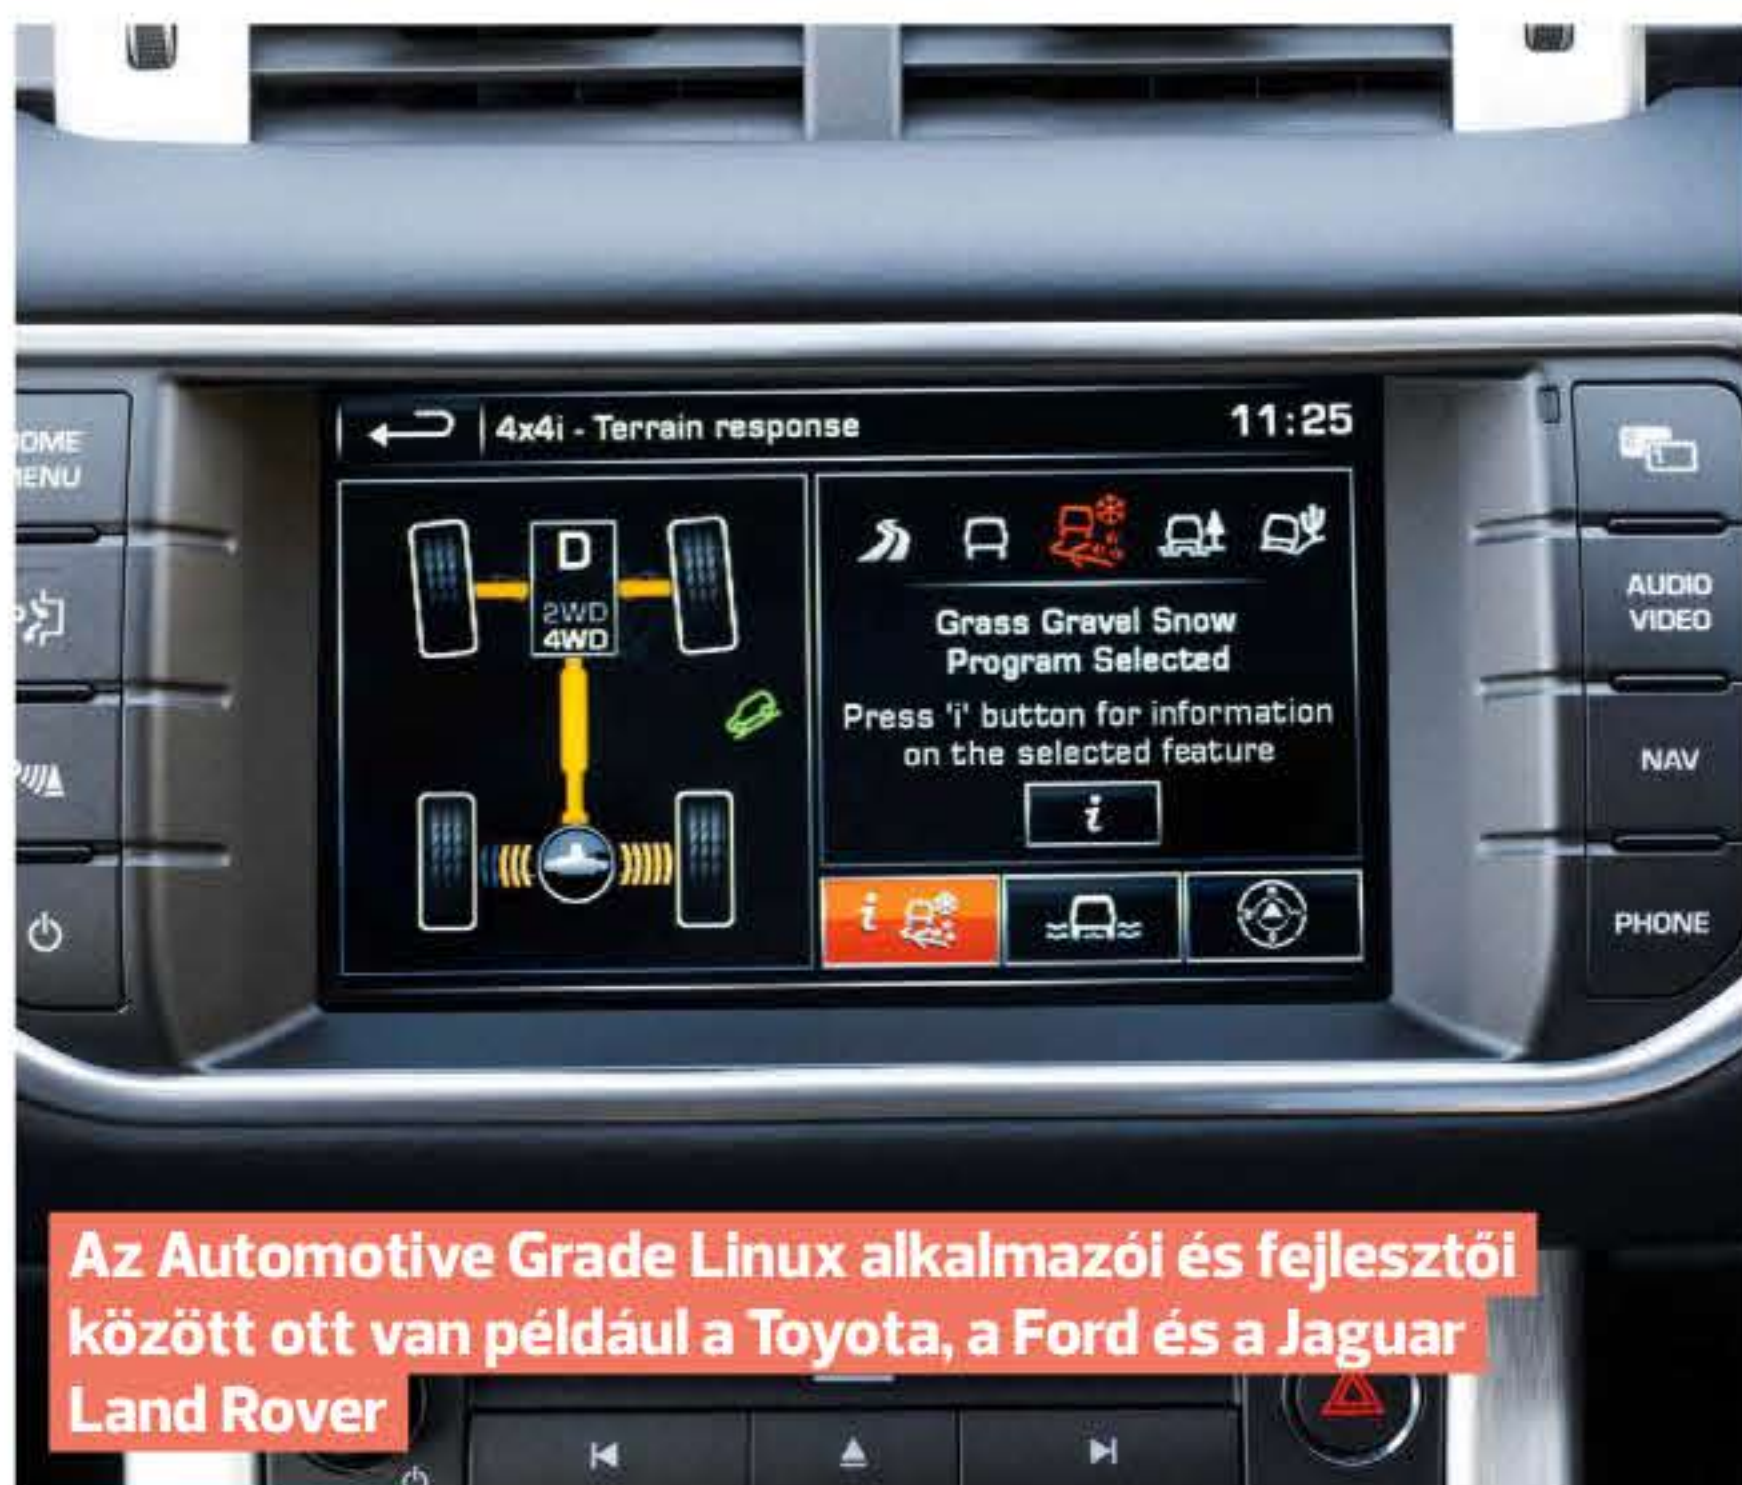 4x4i - Terrain response
11:25
MENU
D
2WD
4WD
Grass Gravel Snow
Program Selected
Press 'i' button for information
on the selected feature
i
i
AUDIO
VIDEO
NAV
PHONE
Az Automotive Grade Linux alkalmazói és fejlesztői
között ott van például a Toyota, a Ford és a Jaguar
Land Rover